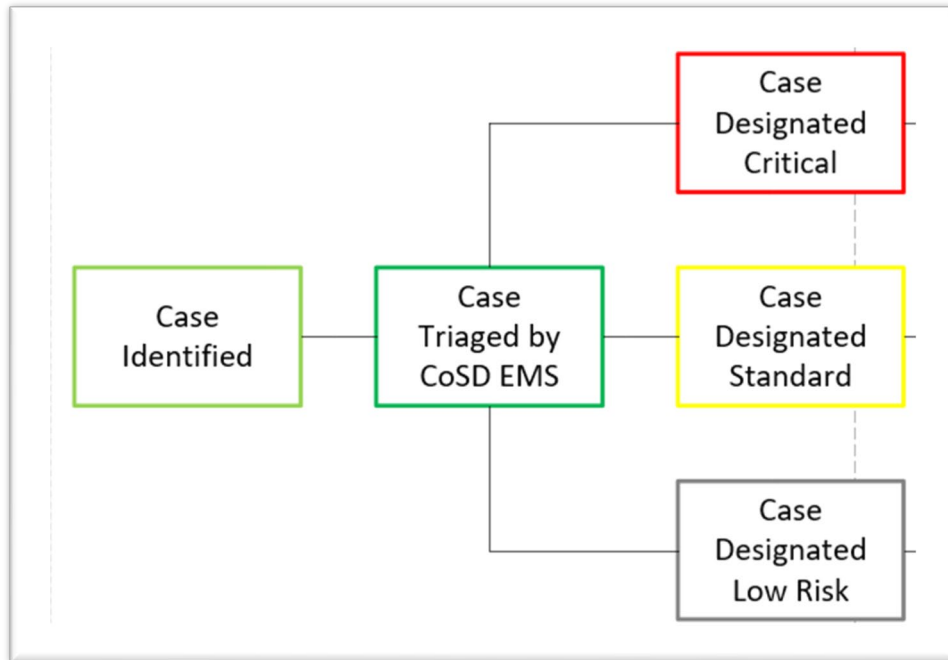 Case
Designated
Critical
Case
Identified
Case
Triaged by
CoSD EMS
Case
Designated
Standard
Case
Designated
Low Risk